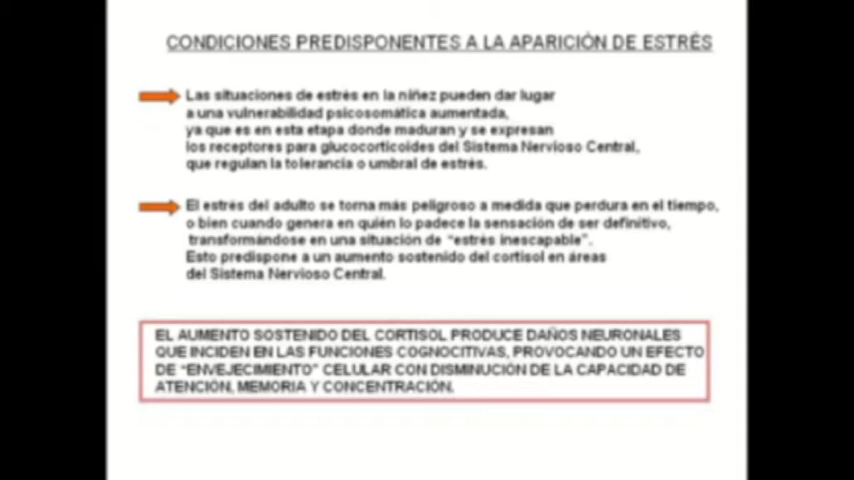 CONDICIONES PREDISPONENTES A LA APARICIÓN DE ESTRÉS
Las situaciones de estrés en la niñez pueden dar lugar
a una vulnerabilidad psicosomática aumentada,
ya que es en esta etapa donde maduran y se expresan
los receptores para glucocorticoides del Sistema Nervioso Central,
que regulan la tolerancia o umbral de estrés.
El estrés del adulto se torna más peligroso a medida que perdura en el tiempo,
o bien cuando genera en quién lo padece la sensación de ser definitivo,
transformándose en una situación de "estrés inescapable".
Esto predispone a un aumento sostenido del cortisol en áreas
del Sistema Nervioso Central.
EL AUMENTO SOSTENIDO DEL CORTISOL PRODUCE DAÑOS NEURONALES
QUE INCIDEN EN LAS FUNCIONES COGNOCITIVAS, PROVOCANDO UN EFECTO
DE "ENVEJECIMIENTO" CELULAR CON DISMINUCIÓN DE LA CAPACIDAD DE
ATENCIÓN, MEMORIA Y CONCENTRACIÓN.